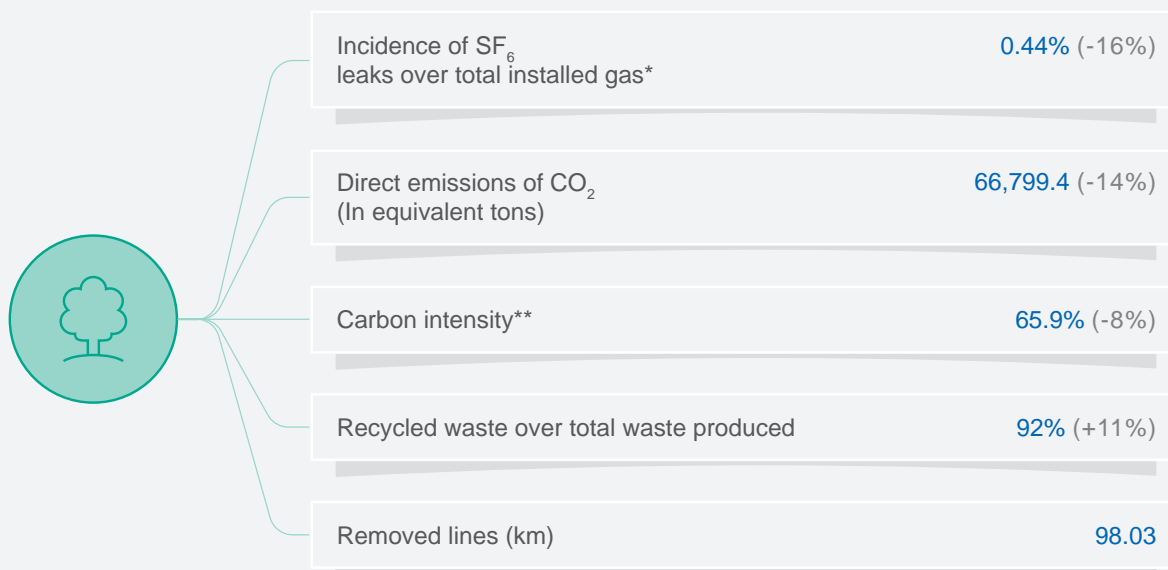 Incidence of SF₆ 0.44% (-16%)
leaks over total installed gas*
Direct emissions of CO₂ 66,799.4 (-14%)
(In equivalent tons)
Carbon intensity** 65.9% (-8%)
Recycled waste over total waste produced 92% (+11%)
Removed lines (km) 98.03